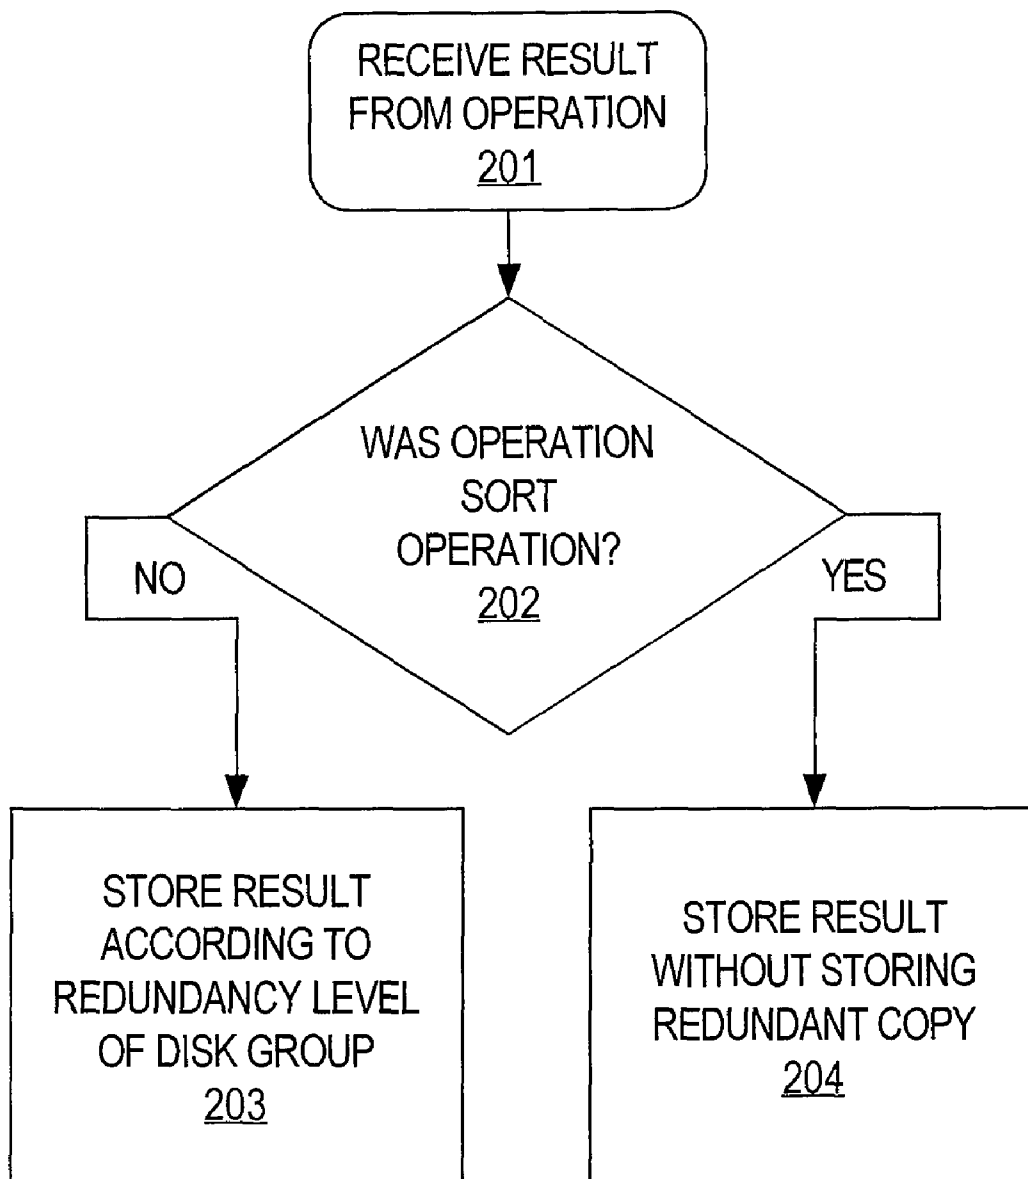 RECEIVE RESULT
FROM OPERATION
201
WAS OPERATION
SORT
OPERATION?
202
NO
YES
STORE RESULT
ACCORDING TO
REDUNDANCY LEVEL
OF DISK GROUP
203
STORE RESULT
WITHOUT STORING
REDUNDANT COPY
204